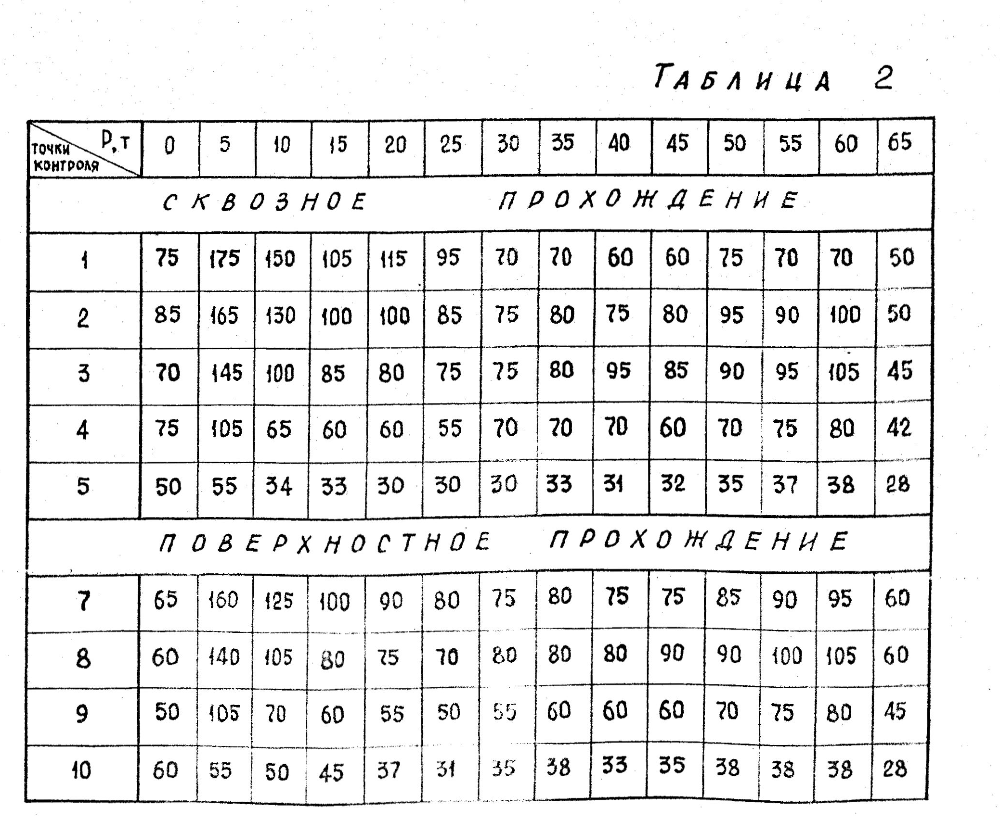 Таблица 2
Р,т 0 5 10 15 20 25 30 35 40 45 50 55 60 65
точки
контроля
СКВОЗНОЕ ПРОХОЖДЕНИЕ
1 75 175 150 105 115 95 70 70 60 60 75 70 70 50
2 85 165 130 100 100 85 75 80 75 80 95 90 100 50
3 70 145 100 85 80 75 75 80 95 85 90 95 105 45
4 75 105 65 60 60 55 70 70 70 60 70 75 80 42
5 50 55 34 33 30 30 30 33 31 32 35 37 38 28
ПОВЕРХНОСТНОЕ ПРОХОЖДЕНИЕ
7 65 160 125 100 90 80 75 80 75 75 85 90 95 60
8 60 140 105 80 75 70 80 80 80 90 90 100 105 60
9 50 105 70 60 55 50 55 60 60 60 70 75 80 45
10 60 55 50 45 37 31 35 38 33 35 38 38 38 28